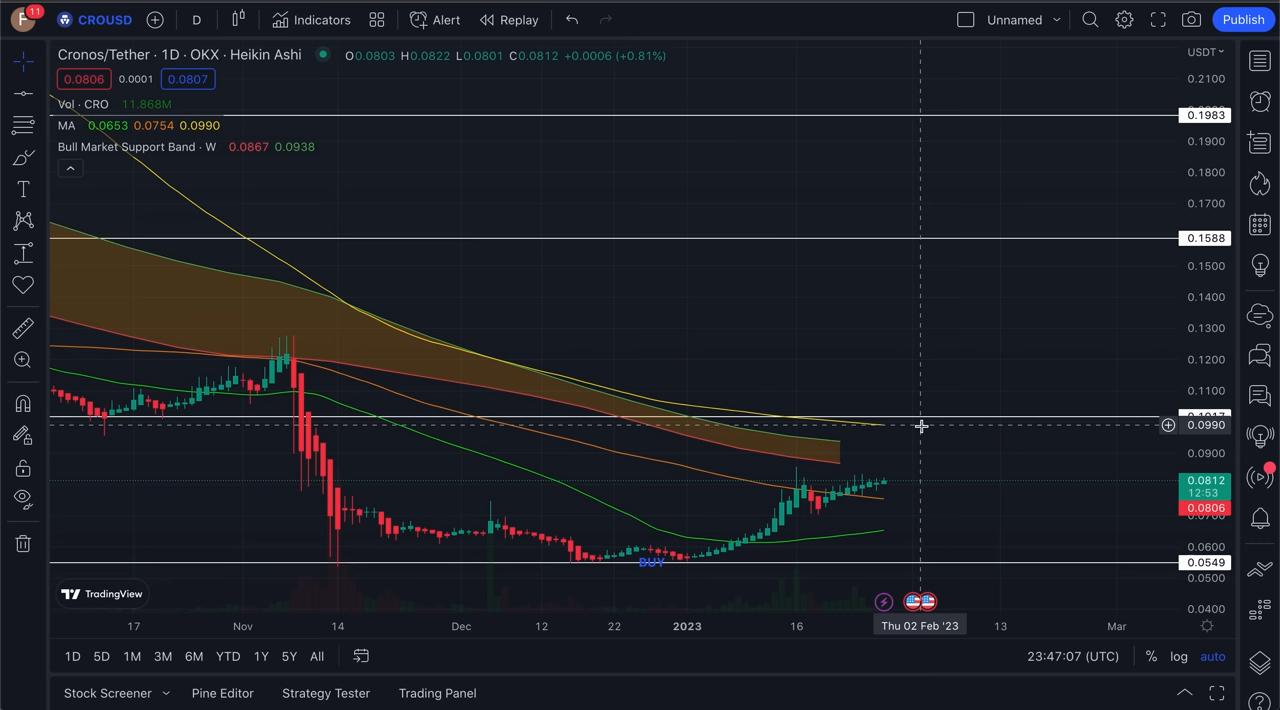 F 11 CROUSD D Indicators Alert Replay Unnamed Publish
Cronos/Tether · 1D · OKX · Heikin Ashi O0.0803 H0.0822 L0.0801 C0.0812 +0.0006 (+0.81%) USDT
0.0806 0.0001 0.0807
Vol · CRO 11.868M
MA 0.0653 0.0754 0.0990
Bull Market Support Band · W 0.0867 0.0938
0.2100
0.1983
0.1900
0.1800
0.1700
0.1588
0.1500
0.1400
0.1300
0.1200
0.1100
0.0990
0.0900
0.0812
12:53
0.0806
0.0600
BUY
0.0549
0.0500
TradingView
0.0400
17 Nov 14 Dec 12 22 2023 16 Thu 02 Feb '23 13 Mar
1D 5D 1M 3M 6M YTD 1Y 5Y All 23:47:07 (UTC) % log auto
Stock Screener Pine Editor Strategy Tester Trading Panel